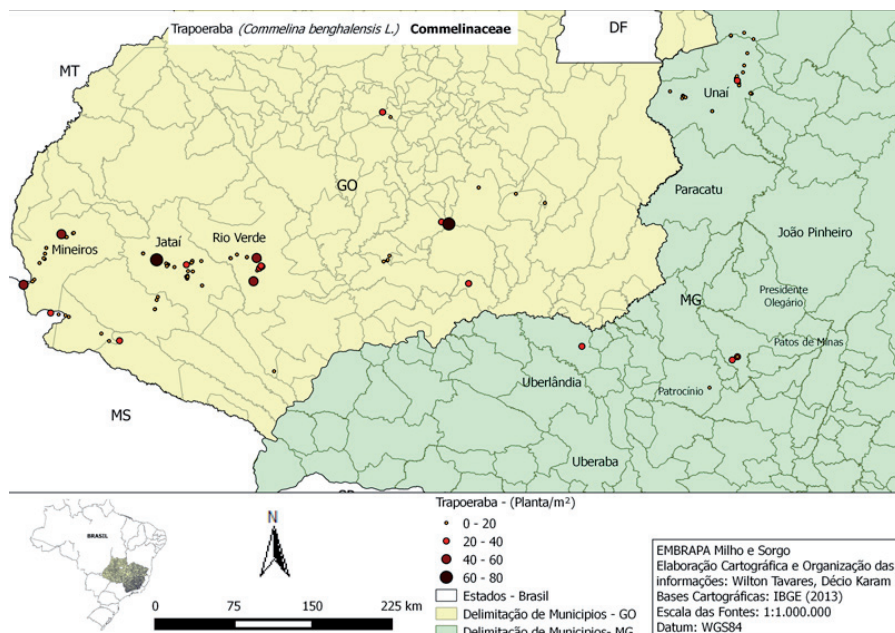 Trapoeraba (Commelina benghalensis L.) Commelinaceae
DF
MT
Unaí
GO
Paracatu
Mineiros
Jataí
Rio Verde
João Pinheiro
MG
Presidente
Olegário
Patos de Minas
Uberlândia
Patrocínio
MS
Uberaba
BRASIL
N
0 75 150 225 km
Trapoeraba - (Planta/m²)
0 - 20
20 - 40
40 - 60
60 - 80
Estados - Brasil
Delimitação de Municipios - GO
Delimitação de Municipios- MG
EMBRAPA Milho e Sorgo
Elaboração Cartográfica e Organização das
informações: Wilton Tavares, Décio Karam
Bases Cartográficas: IBGE (2013)
Escala das Fontes: 1:1.000.000
Datum: WGS84